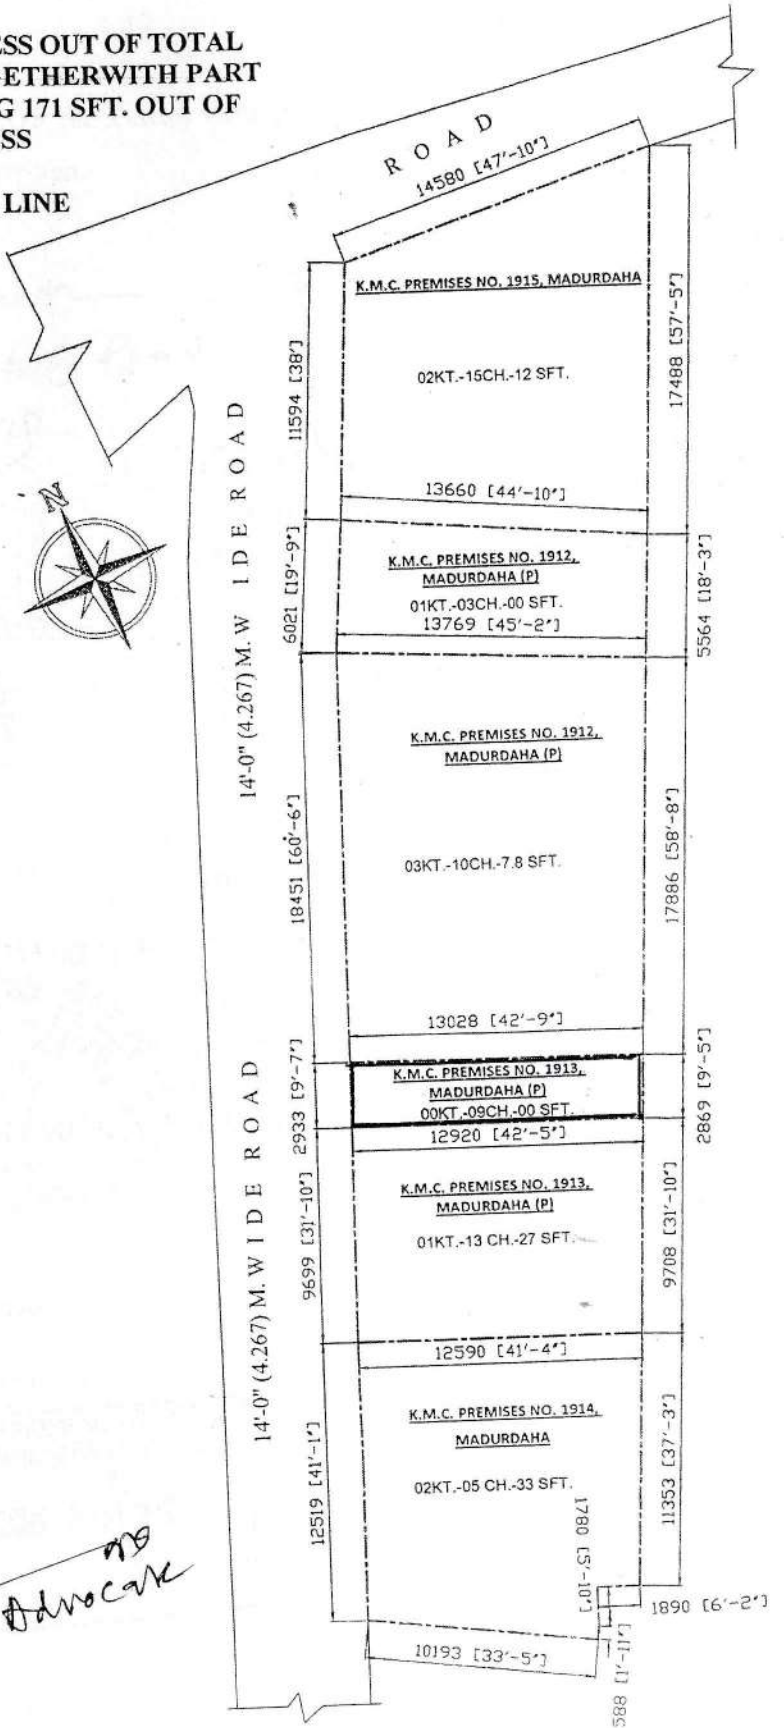 ESS OUT OF TOTAL
GETHERWITH PART
G 171 SFT. OUT OF
SS
LINE
ROAD
14580 [47'-10"]
K.M.C. PREMISES NO. 1915, MADURDAHA
02KT.-15CH.-12 SFT.
11594 [38']
17488 [57'-5"]
13660 [44'-10"]
N
14'-0" (4.267) M.W IDE ROAD
K.M.C. PREMISES NO. 1912,
MADURDAHA (P)
01KT.-03CH.-00 SFT.
6021 [19'-9"]
5564 [18'-3"]
13769 [45'-2"]
K.M.C. PREMISES NO. 1912,
MADURDAHA (P)
03KT.-10CH.-7.8 SFT.
18451 [60'-6"]
17886 [58'-8"]
13028 [42'-9"]
14'-0" (4.267) M. WIDE ROAD
K.M.C. PREMISES NO. 1913,
MADURDAHA (P)
00KT.-09CH.-00 SFT.
2933 [9'-7"]
2869 [9'-5"]
12920 [42'-5"]
K.M.C. PREMISES NO. 1913,
MADURDAHA (P)
01KT.-13 CH.-27 SFT.
9699 [31'-10"]
9708 [31'-10"]
12590 [41'-4"]
K.M.C. PREMISES NO. 1914,
MADURDAHA
02KT.-05 CH.-33 SFT.
12519 [41'-1"]
11353 [37'-3"]
1780 [5'-10"]
1890 [6'-2"]
588 [1'-11"]
10193 [33'-5"]
Advocate